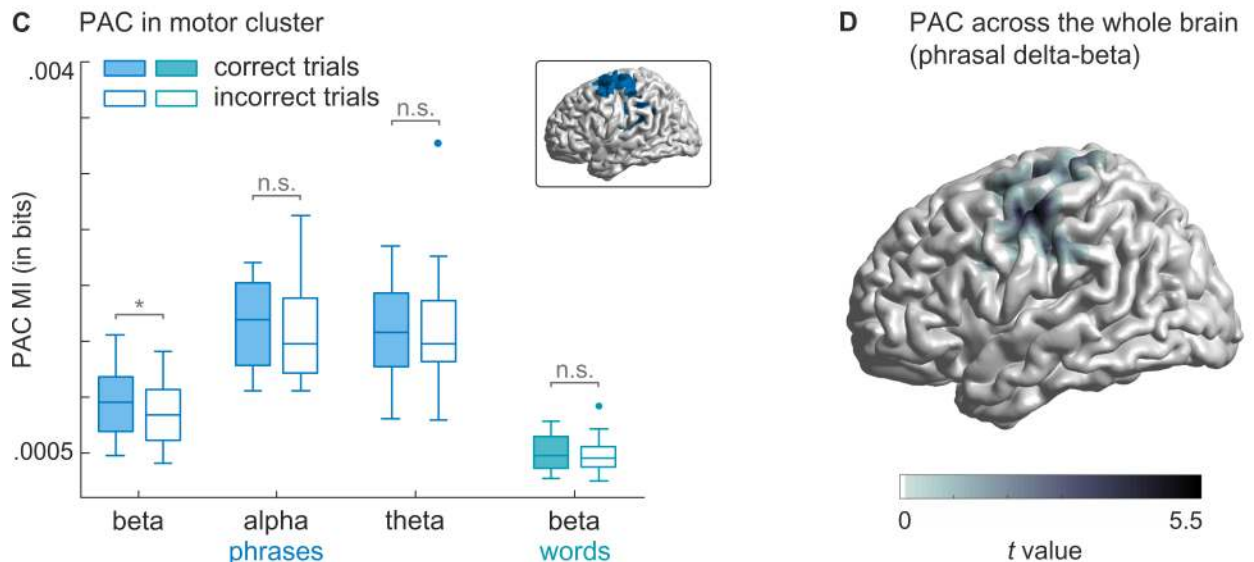 C PAC in motor cluster
.004
correct trials
incorrect trials
n.s.
n.s.
*
n.s.
PAC MI (in bits)
.0005
beta alpha theta beta
phrases words
D PAC across the whole brain
(phrasal delta-beta)
0 5.5
t value